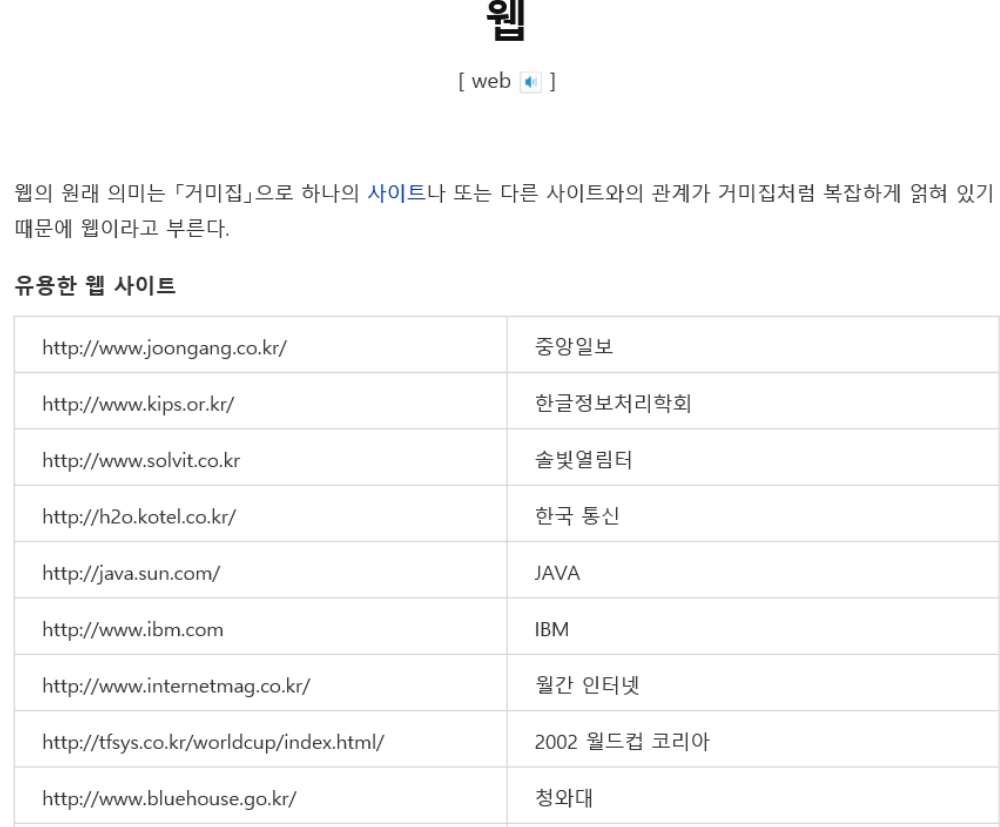 웹
[ web ]
웹의 원래 의미는 「거미집」으로 하나의 사이트나 또는 다른 사이트와의 관계가 거미집처럼 복잡하게 얽혀 있기
때문에 웹이라고 부른다.
유용한 웹 사이트
http://www.joongang.co.kr/ 중앙일보
http://www.kips.or.kr/ 한글정보처리학회
http://www.solvit.co.kr 솔빛열림터
http://h2o.kotel.co.kr/ 한국 통신
http://java.sun.com/ JAVA
http://www.ibm.com IBM
http://www.internetmag.co.kr/ 월간 인터넷
http://tfsys.co.kr/worldcup/index.html/ 2002 월드컵 코리아
http://www.bluehouse.go.kr/ 청와대